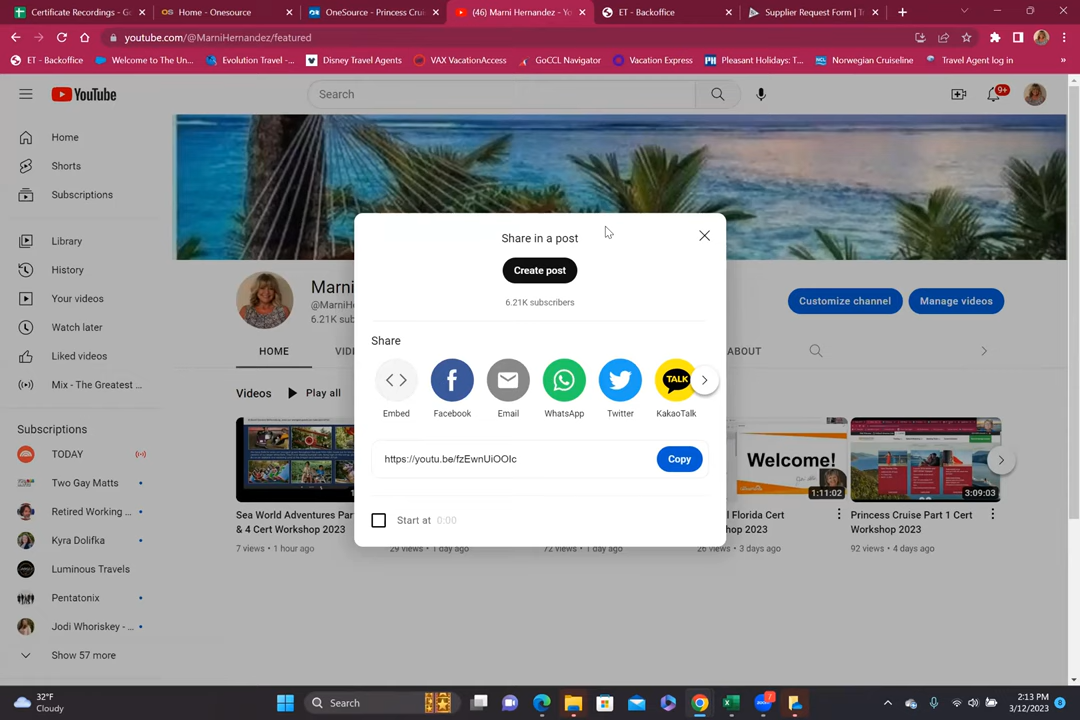 Certificate Recordings - G
Home - Onesource
OneSource - Princess Crui
(46) Marni Hernandez - Yo
ET - Backoffice
Supplier Request Form | T
youtube.com/@MarniHernandez/featured
ET - Backoffice
Welcome to The Un...
Evolution Travel -...
Disney Travel Agents
VAX VacationAccess
GoCCL Navigator
Vacation Express
Pleasant Holidays: T...
Norwegian Cruiseline
Travel Agent log in
YouTube
Search
9+
Home
Shorts
Subscriptions
Library
History
Your videos
Watch later
Liked videos
Mix - The Greatest ...
Subscriptions
TODAY
Two Gay Matts
Retired Working ...
Kyra Dolifka
Luminous Travels
Pentatonix
Jodi Whoriskey - ...
Show 57 more
Marni
@MarniHe
6.21K sub
Customize channel
Manage videos
HOME
VID
ABOUT
Videos
Play all
Share in a post
Create post
6.21K subscribers
Share
TALK
Embed
Facebook
Email
WhatsApp
Twitter
KakaoTalk
https://youtu.be/fzEwnUiOOIc
Copy
Start at 0:00
Welcome!
1:11:02
3:09:03
Sea World Adventures Par
& 4 Cert Workshop 2023
7 views • 1 hour ago
29 views • 1 day ago
72 views • 1 day ago
l Florida Cert
Workshop 2023
26 views • 3 days ago
Princess Cruise Part 1 Cert
Workshop 2023
92 views • 4 days ago
32°F
Cloudy
Search
2:13 PM
3/12/2023
8